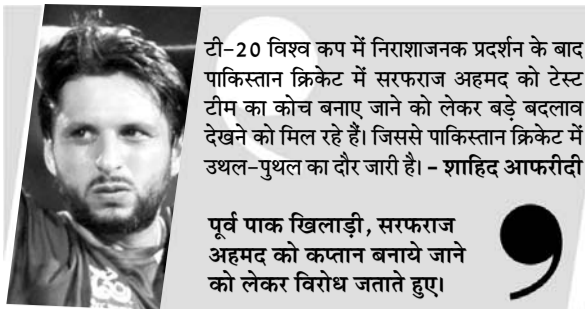 टी-20 विश्व कप में निराशाजनक प्रदर्शन के बाद
पाकिस्तान क्रिकेट में सरफराज अहमद को टेस्ट
टीम का कोच बनाए जाने को लेकर बड़े बदलाव
देखने को मिल रहे हैं। जिससे पाकिस्तान क्रिकेट में
उथल-पुथल का दौर जारी है। - शाहिद आफरीदी
पूर्व पाक खिलाड़ी, सरफराज
अहमद को कप्तान बनाये जाने
को लेकर विरोध जताते हुए।